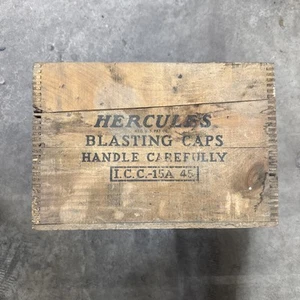 HERCULES
BLASTING CAPS
HANDLE CAREFULLY
I.C.C.-15A 45